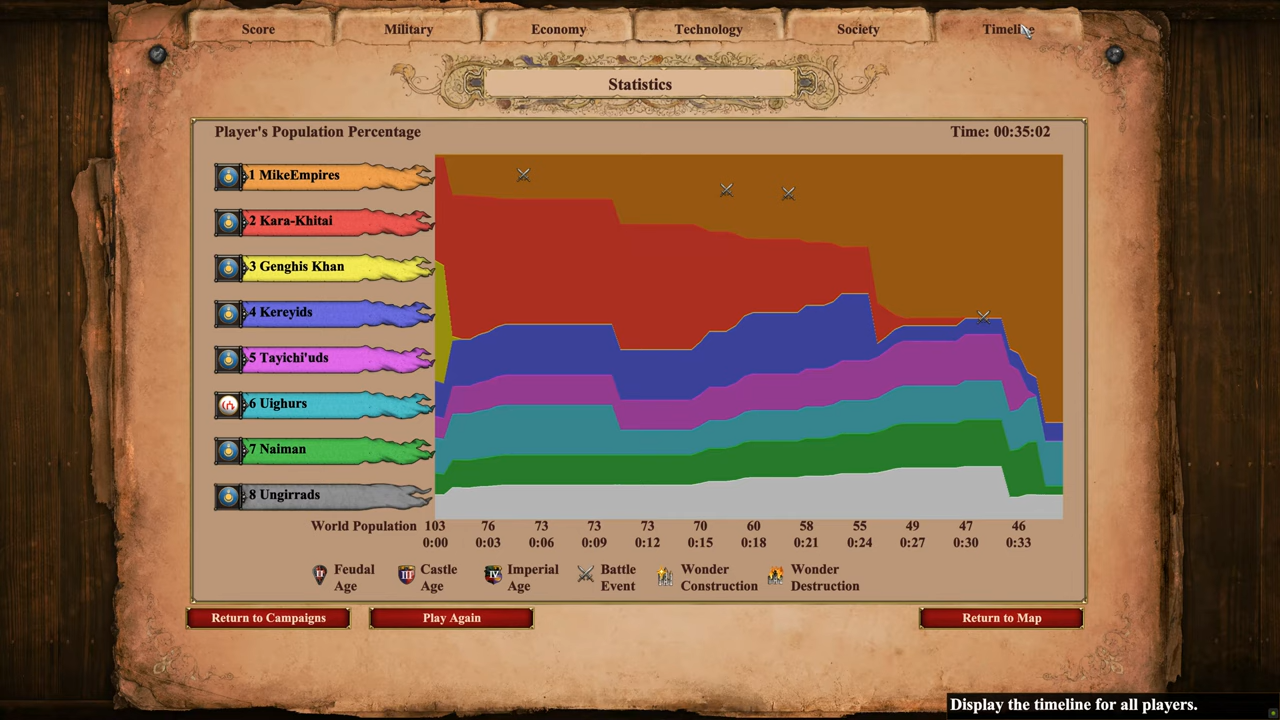 Score Military Economy Technology Society Timeline
Statistics
Player's Population Percentage Time: 00:35:02
1 MikeEmpires
2 Kara-Khitai
3 Genghis Khan
4 Kereyids
5 Tayichi'uds
6 Uighurs
7 Naiman
8 Ungirrads
World Population 103 76 73 73 73 70 60 58 55 49 47 46
0:00 0:03 0:06 0:09 0:12 0:15 0:18 0:21 0:24 0:27 0:30 0:33
II Feudal Age
III Castle Age
IV Imperial Age
Battle Event
Wonder Construction
Wonder Destruction
Return to Campaigns Play Again Return to Map
Display the timeline for all players.